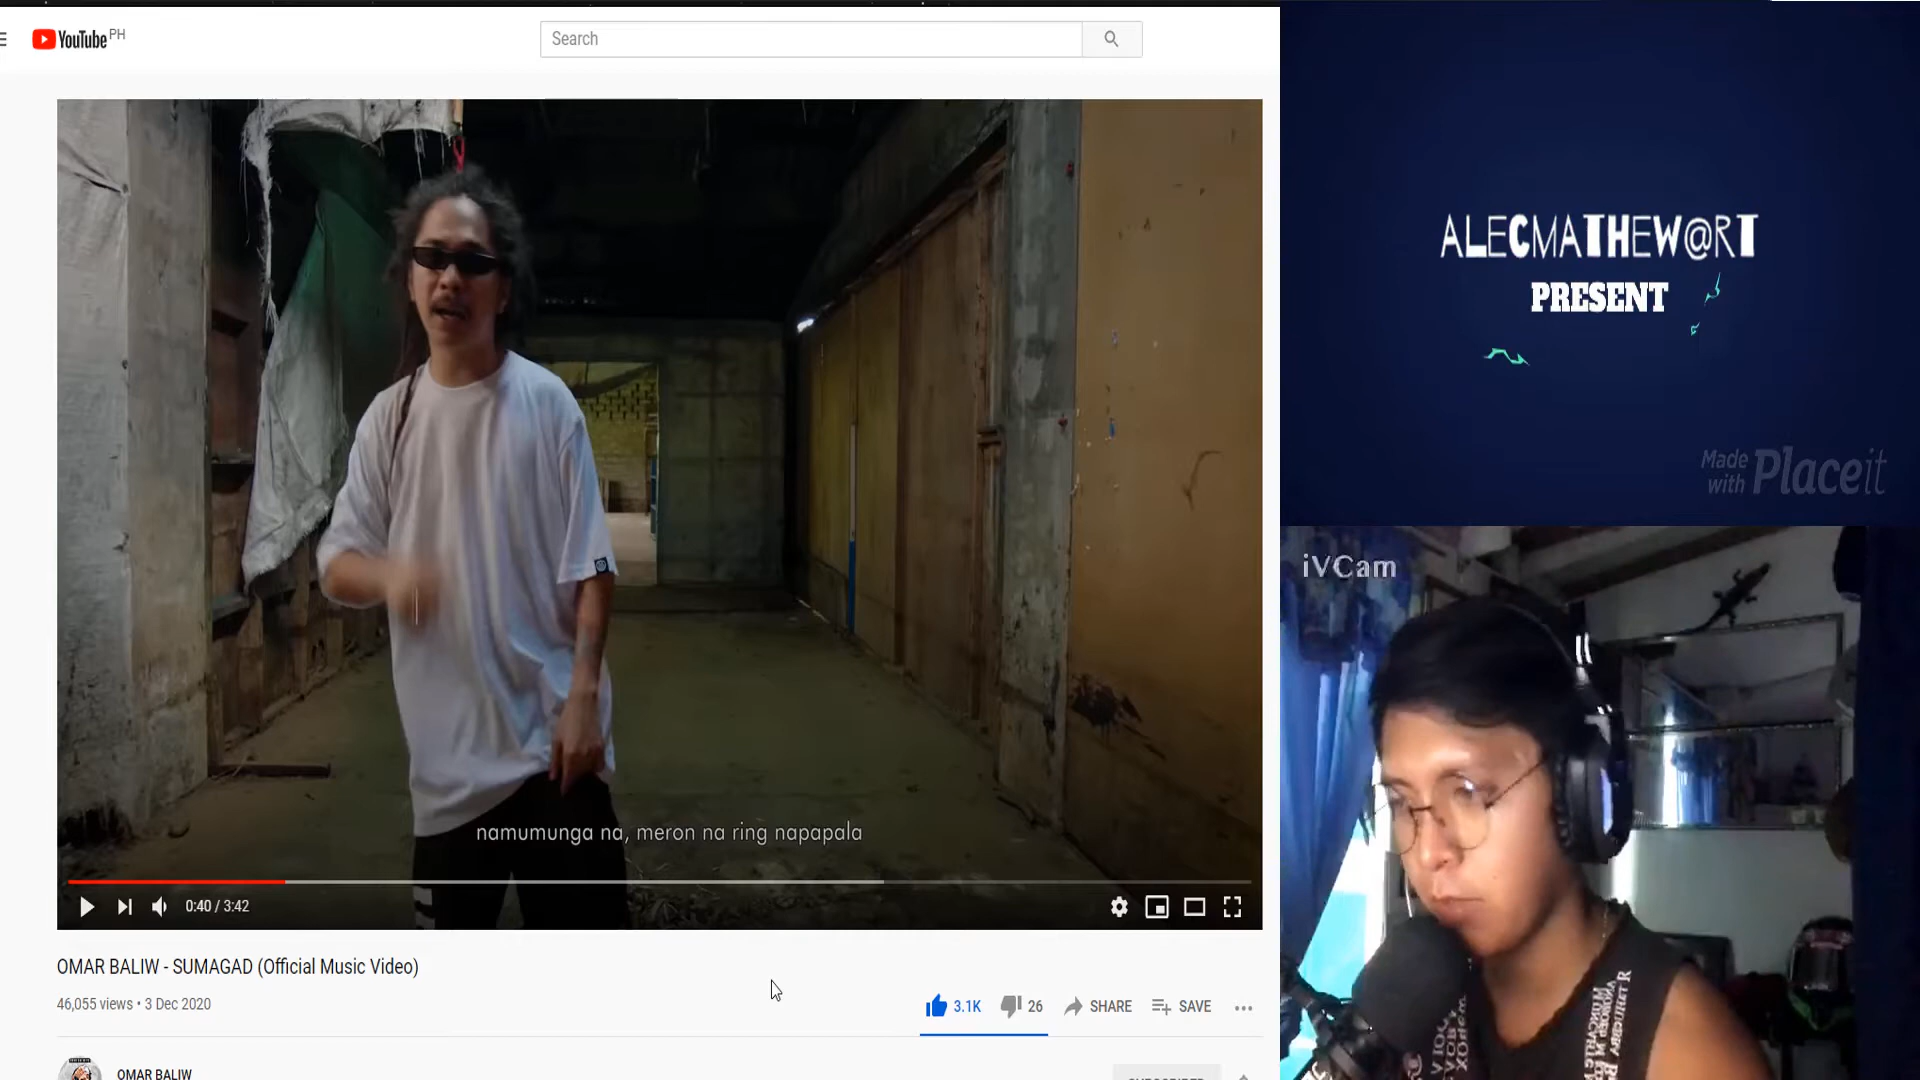 YouTube PH
Search
namumunga na, meron na ring napapala
0:40 / 3:42
OMAR BALIW - SUMAGAD (Official Music Video)
46,055 views • 3 Dec 2020
3.1K
26
SHARE
SAVE
OMAR BALIW
ALECMATHEW@RT
PRESENT
Made with Placeit
iVCam